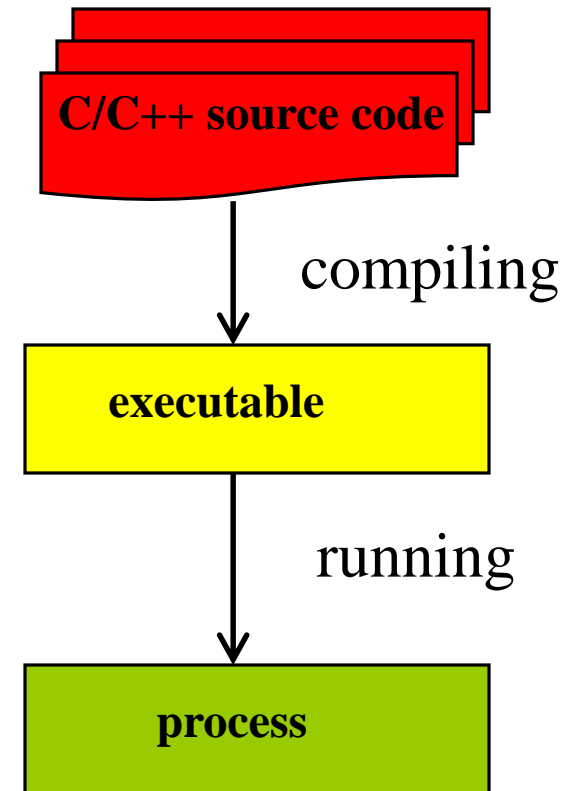 C/C++ source code
compiling
executable
running
process